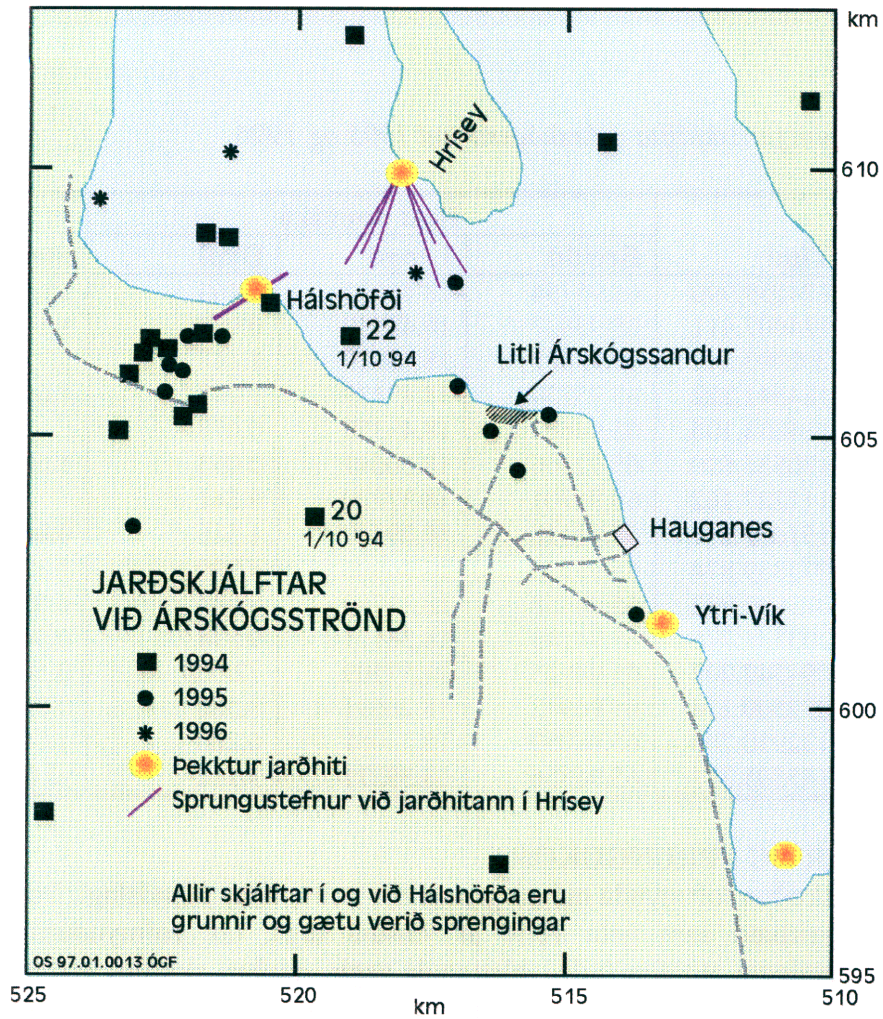 km
Hrísey
610
Hálshöfði
22
1/10 '94
Litli Árskógssandur
605
20
1/10 '94
Hauganes
JARÐSKJÁLFTAR
VIÐ ÁRSKÓGSSTRÖND
Ytri-Vík
1994
1995
1996
600
Þekktur jarðhiti
Sprungustefnur við jarðhitann í Hrísey
Allir skjálftar í og við Hálshöfða eru
grunnir og gætu verið sprengingar
OS 97.01.0013 ÓGF
595
525
520
km
515
510